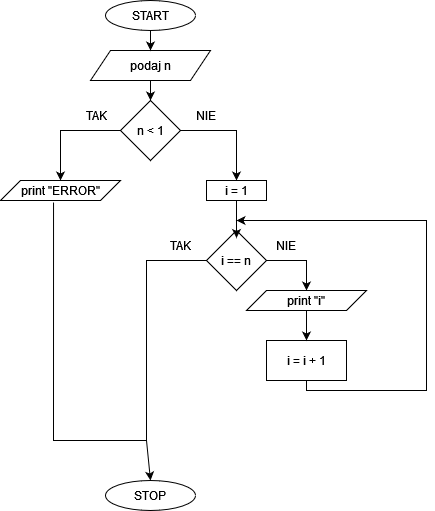 START
podaj n
TAK
NIE
n < 1
print "ERROR"
i = 1
TAK
NIE
i == n
print "i"
i = i + 1
STOP